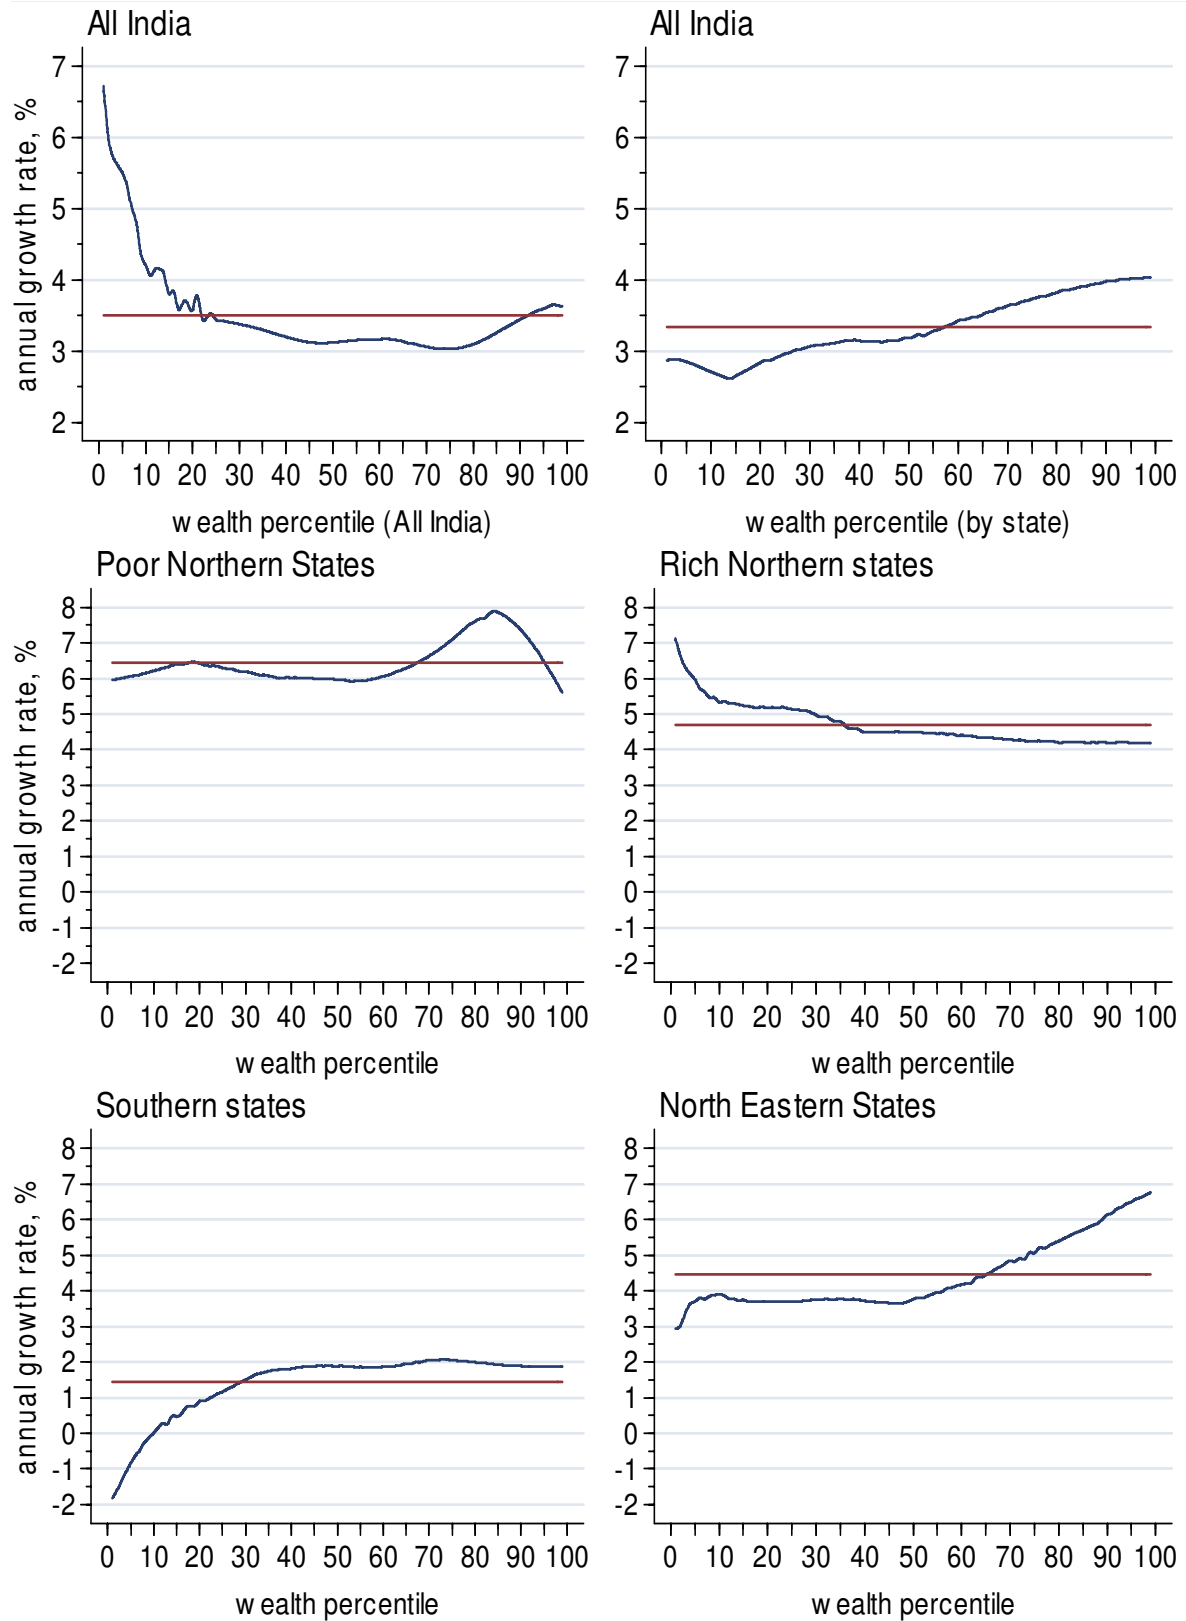 All India
7
6
5
4
3
2
annual growth rate, %
0 10 20 30 40 50 60 70 80 90 100
wealth percentile (All India)
All India
7
6
5
4
3
2
0 10 20 30 40 50 60 70 80 90 100
wealth percentile (by state)
Poor Northern States
8
7
6
5
4
3
2
1
0
-1
-2
annual growth rate, %
0 10 20 30 40 50 60 70 80 90 100
wealth percentile
Rich Northern states
8
7
6
5
4
3
2
1
0
-1
-2
0 10 20 30 40 50 60 70 80 90 100
wealth percentile
Southern states
8
7
6
5
4
3
2
1
0
-1
-2
annual growth rate, %
0 10 20 30 40 50 60 70 80 90 100
wealth percentile
North Eastern States
8
7
6
5
4
3
2
1
0
-1
-2
0 10 20 30 40 50 60 70 80 90 100
wealth percentile